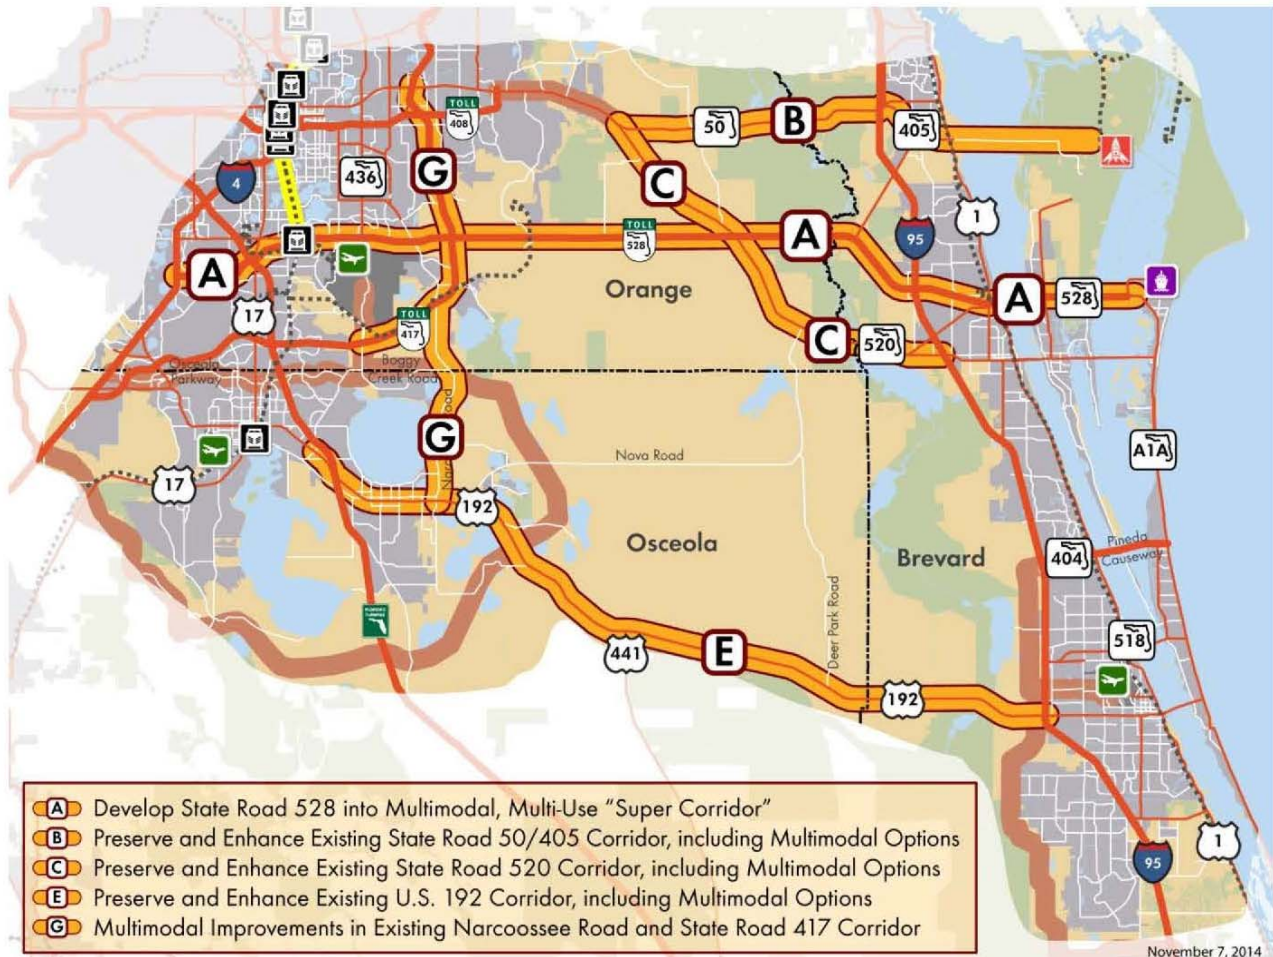 TOLL
408
50
B
405
4
436
G
C
1
A
TOLL
528
A
95
A
528
17
TOLL
417
Orange
C
520
Osceola
Parkway
Boggy
Creek Road
G
Nova Road
A1A
17
192
Osceola
Brevard
404
Pineda
Causeway
Deer Park Road
518
441
E
192
A Develop State Road 528 into Multimodal, Multi-Use “Super Corridor”
B Preserve and Enhance Existing State Road 50/405 Corridor, including Multimodal Options
C Preserve and Enhance Existing State Road 520 Corridor, including Multimodal Options
E Preserve and Enhance Existing U.S. 192 Corridor, including Multimodal Options
G Multimodal Improvements in Existing Narcoossee Road and State Road 417 Corridor
1
95
November 7, 2014